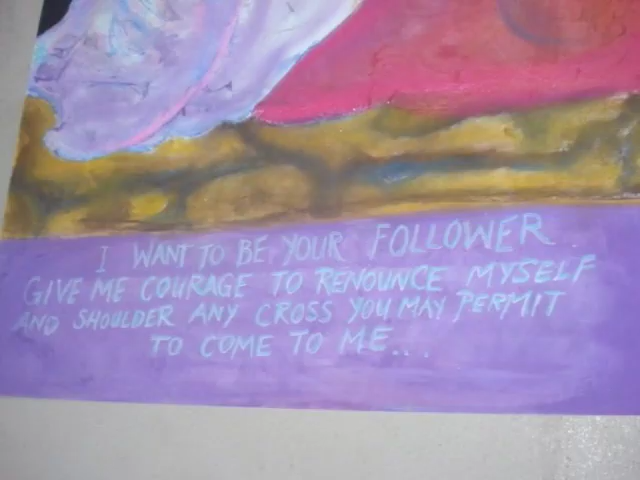 I WANT TO BE YOUR FOLLOWER
GIVE ME COURAGE TO RENOUNCE MYSELF
AND SHOULDER ANY CROSS YOU MAY PERMIT
TO COME TO ME...